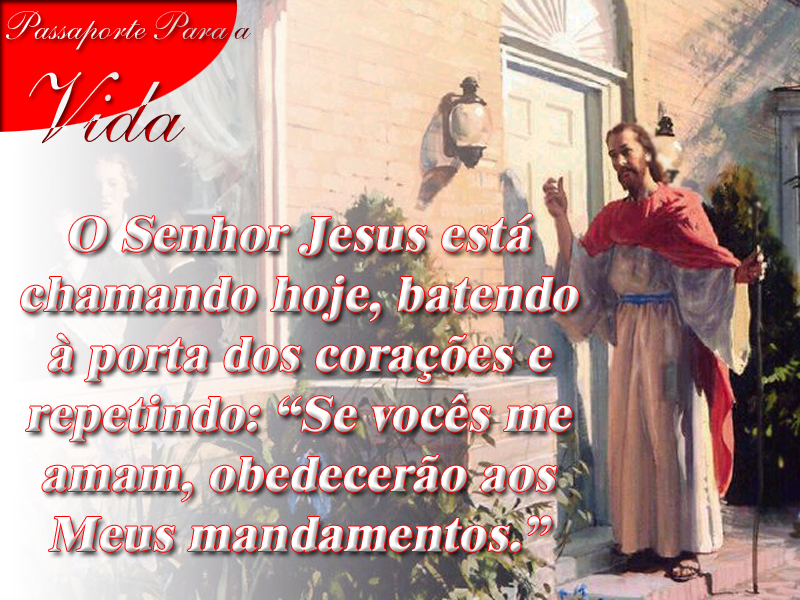 Passaporte Para a
Vida
O Senhor Jesus está
chamando hoje, batendo
à porta dos corações e
repetindo: “Se vocês me
amam, obedecerão aos
Meus mandamentos.”